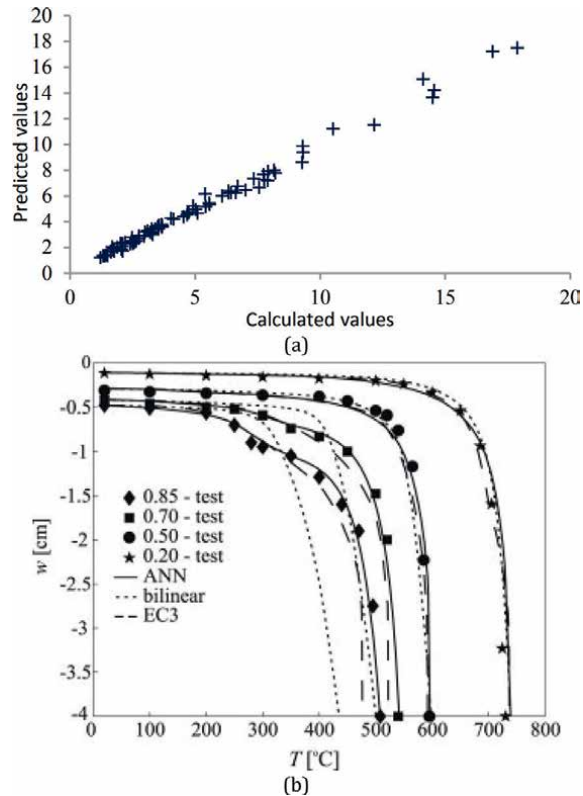 20
18
16
14
12
10
8
6
4
2
0
Predicted values
0 5 10 15 20
Calculated values
(a)
0
-0.5
-1
-1.5
-2
-2.5
-3
-3.5
-4
w [cm]
0.85 - test
0.70 - test
0.50 - test
0.20 - test
ANN
bilinear
EC3
0 100 200 300 400 500 600 700 800
T [°C]
(b)